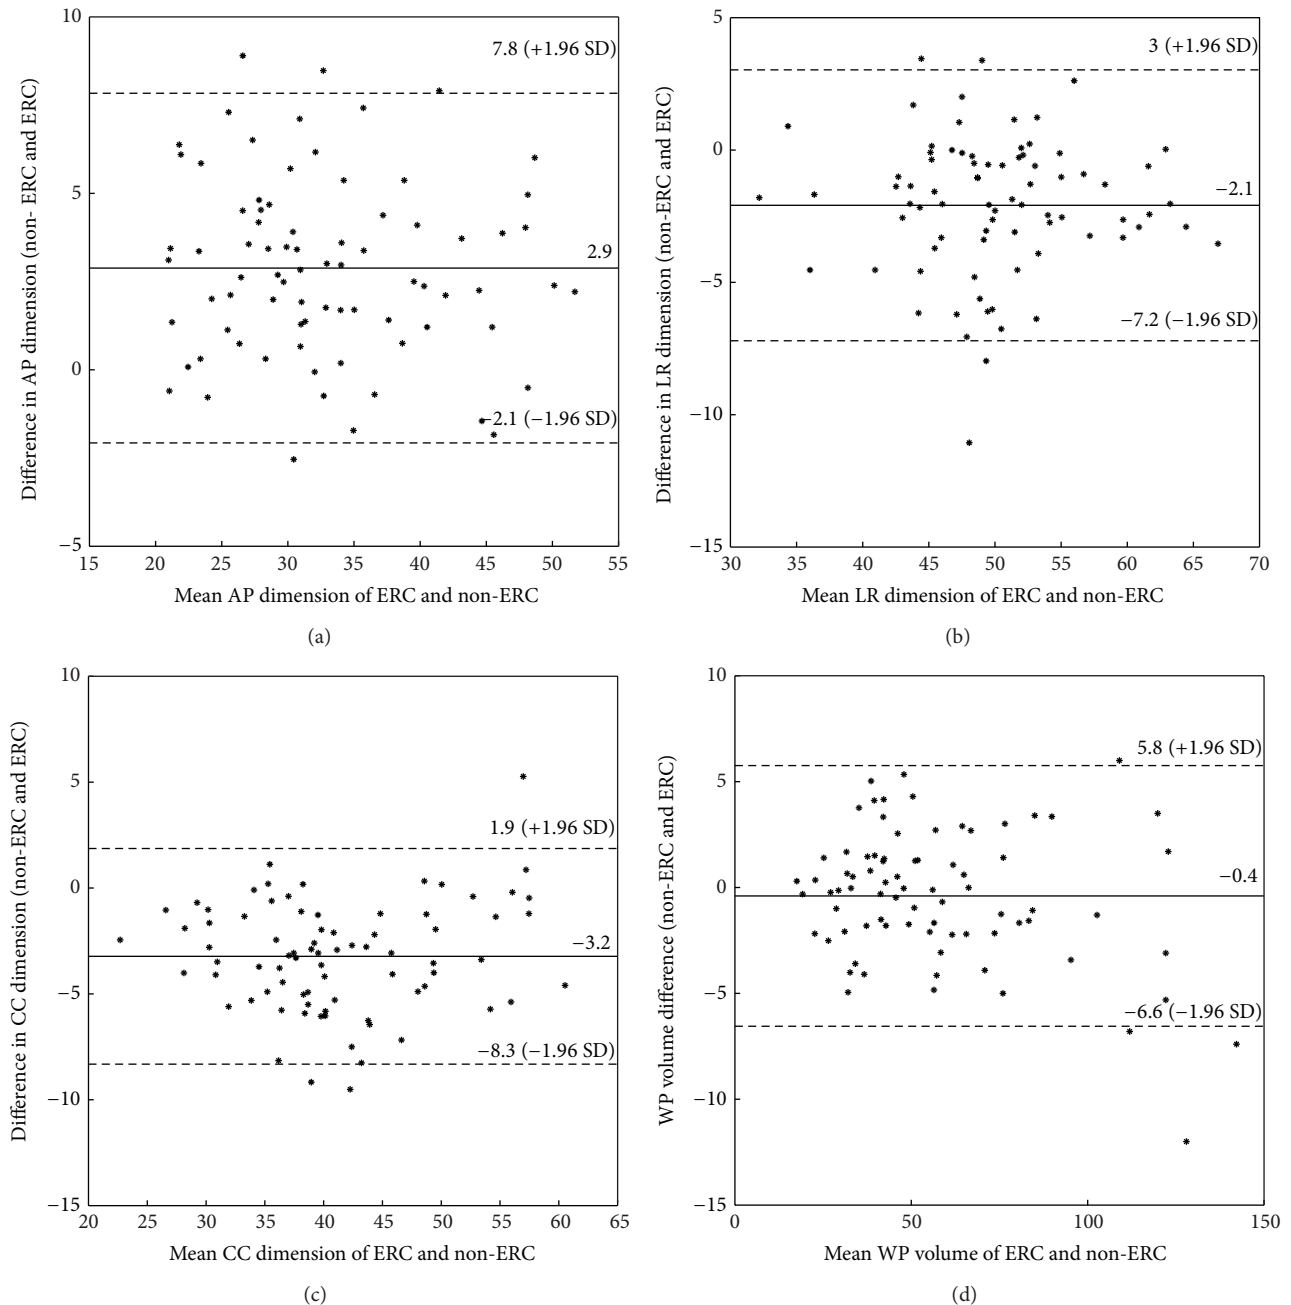 10
5
0
−5
Difference in AP dimension (non- ERC and ERC)
7.8 (+1.96 SD)
2.9
−2.1 (−1.96 SD)
15 20 25 30 35 40 45 50 55
Mean AP dimension of ERC and non-ERC
(a)
5
0
−5
−10
−15
Difference in LR dimension (non-ERC and ERC)
3 (+1.96 SD)
−2.1
−7.2 (−1.96 SD)
30 35 40 45 50 55 60 65 70
Mean LR dimension of ERC and non-ERC
(b)
10
5
0
−5
−10
−15
Difference in CC dimension (non-ERC and ERC)
1.9 (+1.96 SD)
−3.2
−8.3 (−1.96 SD)
20 25 30 35 40 45 50 55 60 65
Mean CC dimension of ERC and non-ERC
(c)
10
5
0
−5
−10
−15
WP volume difference (non-ERC and ERC)
5.8 (+1.96 SD)
−0.4
−6.6 (−1.96 SD)
0 50 100 150
Mean WP volume of ERC and non-ERC
(d)